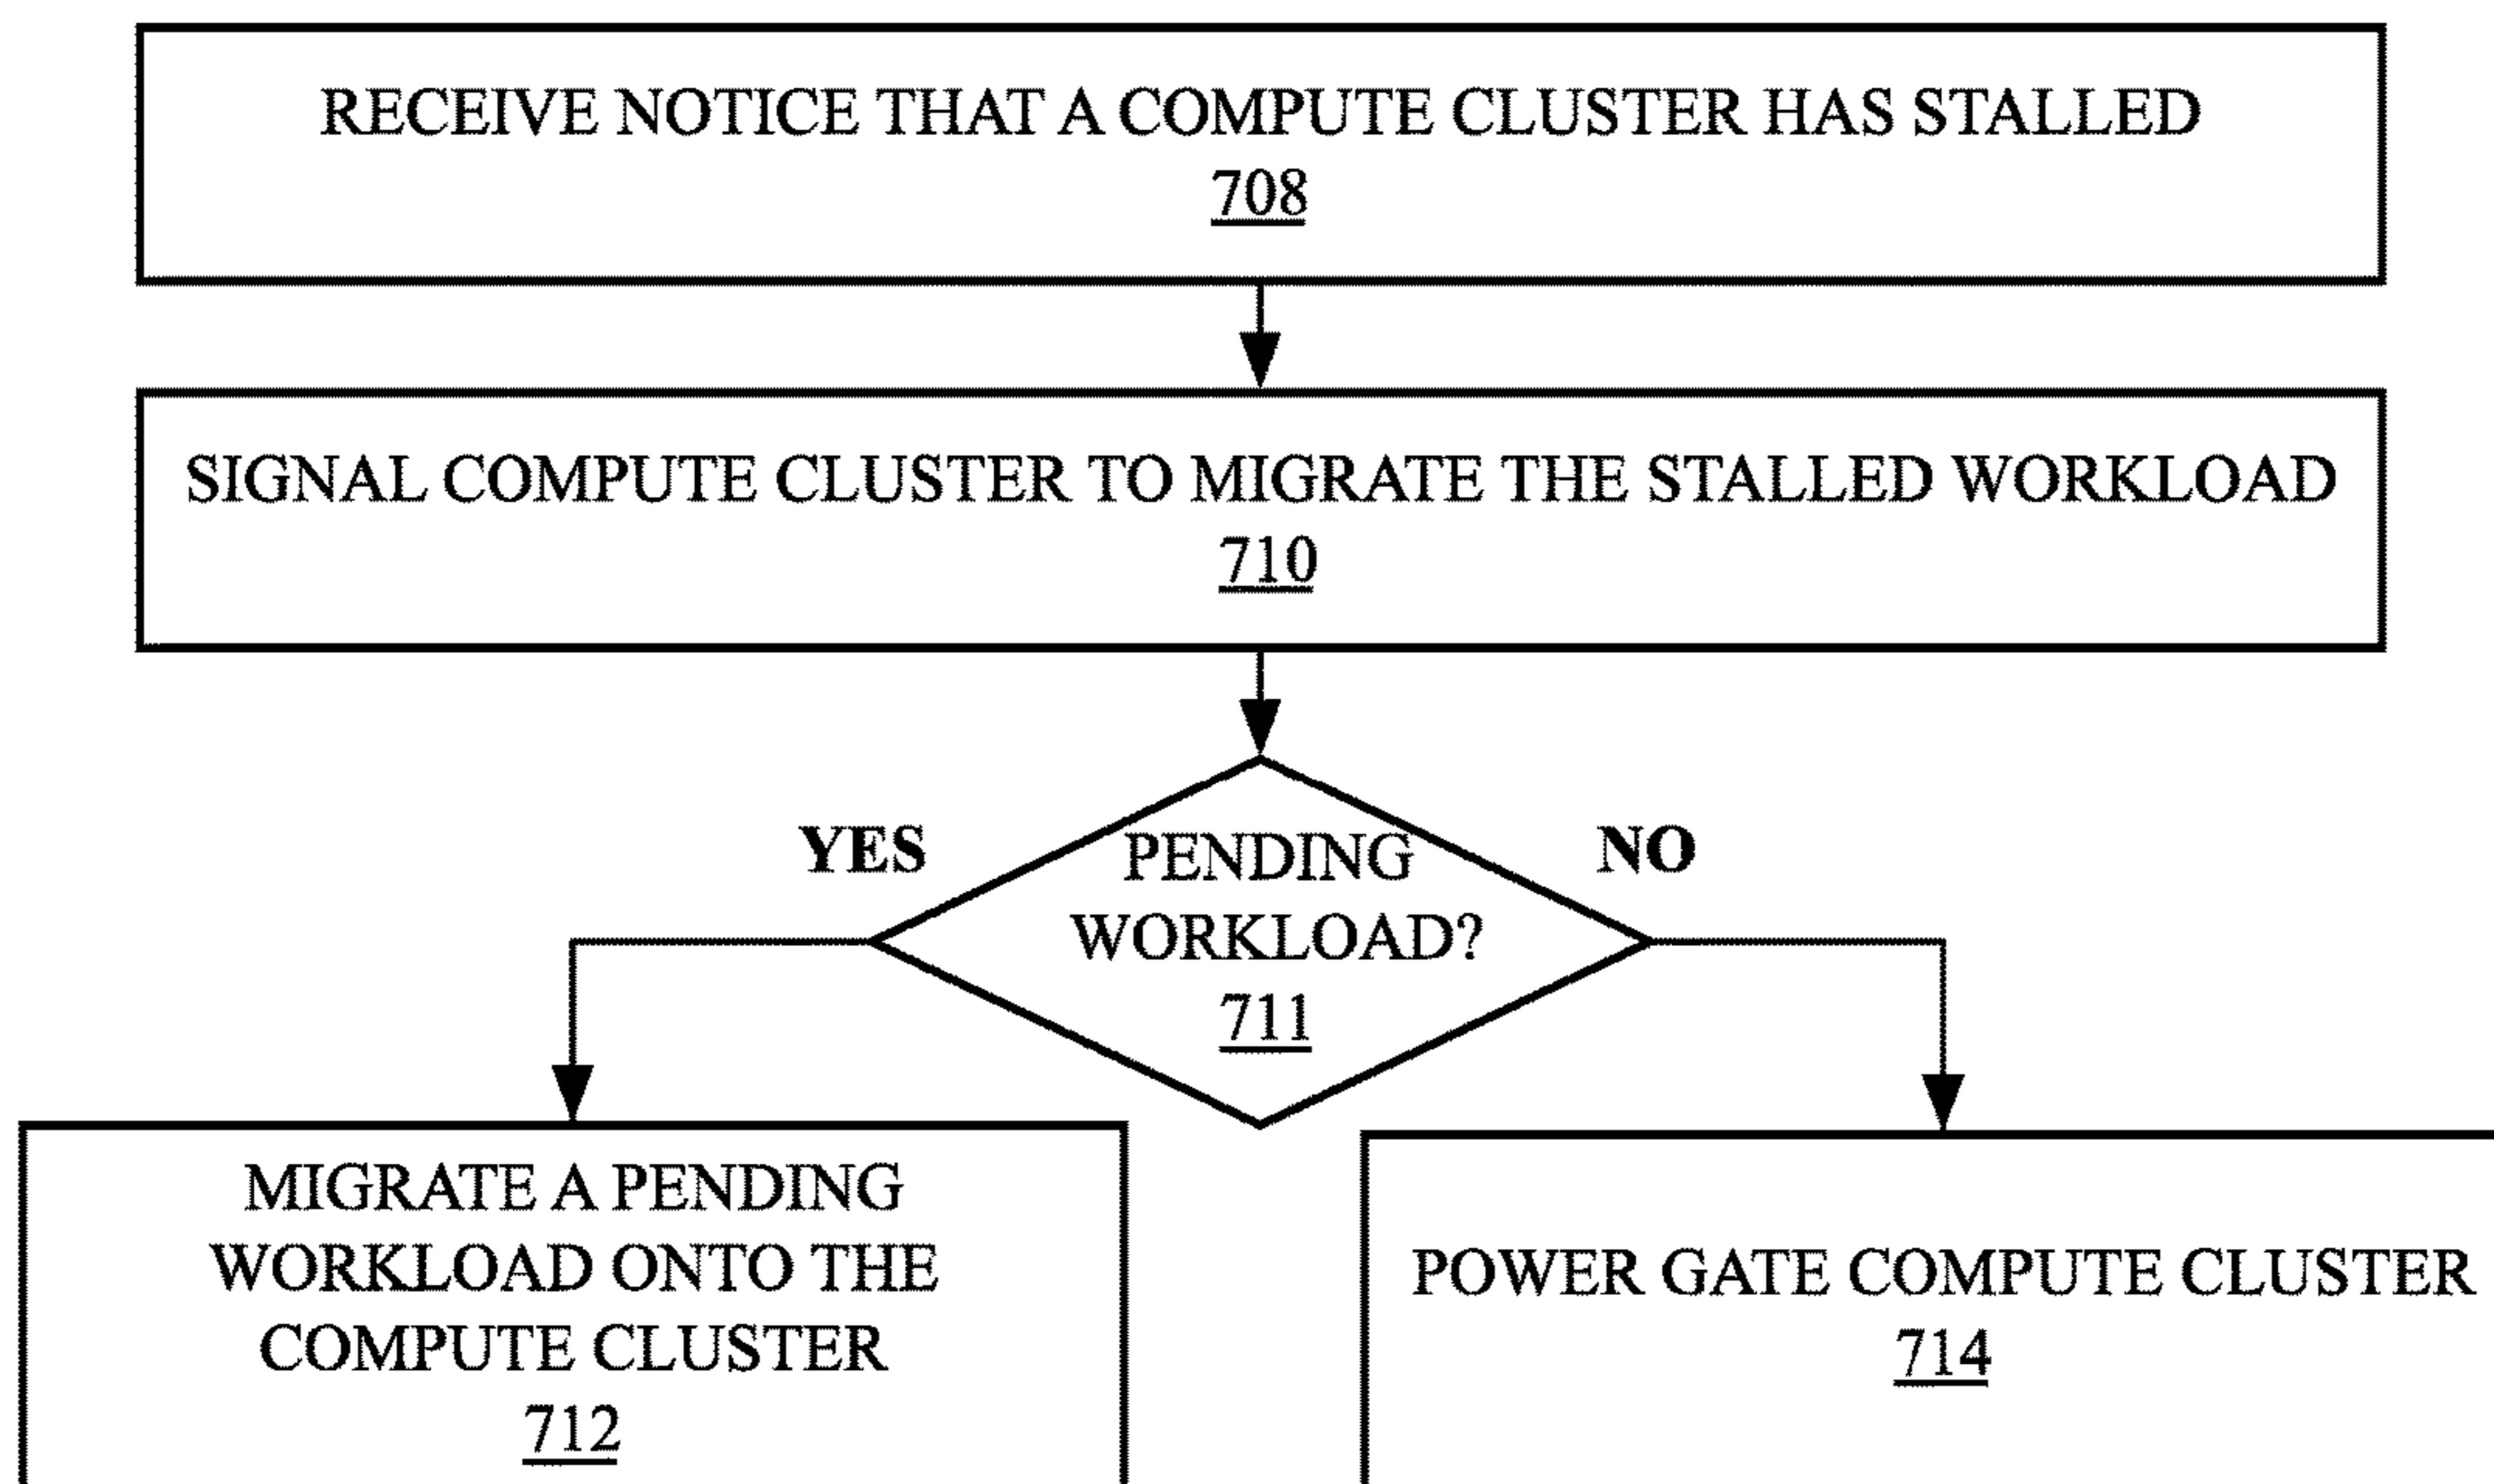 RECEIVE NOTICE THAT A COMPUTE CLUSTER HAS STALLED
708
SIGNAL COMPUTE CLUSTER TO MIGRATE THE STALLED WORKLOAD
710
YES
NO
PENDING
WORKLOAD?
711
MIGRATE A PENDING
WORKLOAD ONTO THE
COMPUTE CLUSTER
712
POWER GATE COMPUTE CLUSTER
714